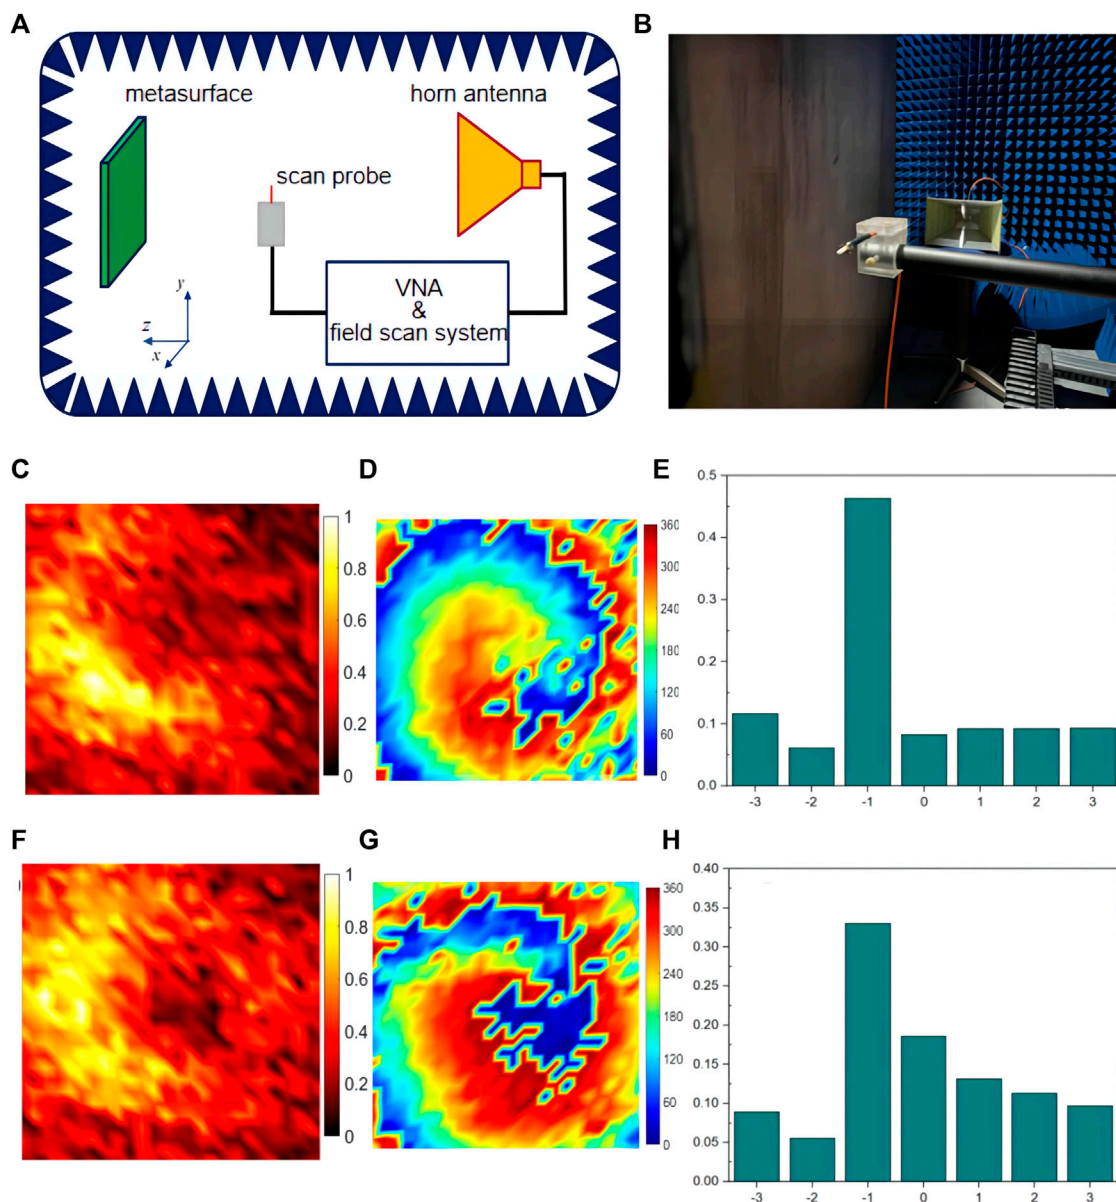 A
B
metasurface
horn antenna
scan probe
VNA
&
field scan system
y
z
x
C
D
E
1
0.8
0.6
0.4
0.2
0
360
300
240
180
120
60
0
0.5
0.4
0.3
0.2
0.1
0.0
-3 -2 -1 0 1 2 3
F
G
H
1
0.8
0.6
0.4
0.2
0
360
300
240
180
120
60
0
0.40
0.35
0.30
0.25
0.20
0.15
0.10
0.05
0.00
-3 -2 -1 0 1 2 3